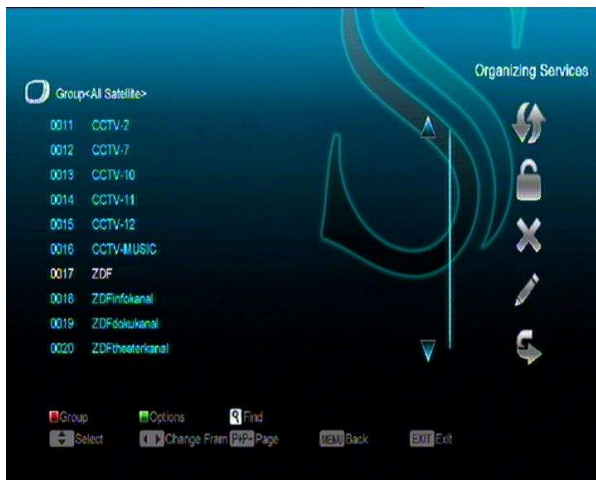 Organizing Services
Group<All Satellite>
0011 CCTV-2
0012 CCTV-7
0013 CCTV-10
0014 CCTV-11
0015 CCTV-12
0016 CCTV-MUSIC
0017 ZDF
0018 ZDFinfokanal
0019 ZDFdokukanal
0020 ZDFtheaterkanal
Group Options Find
Select Change Fram P+/P- Page MENU Back EXIT Exit